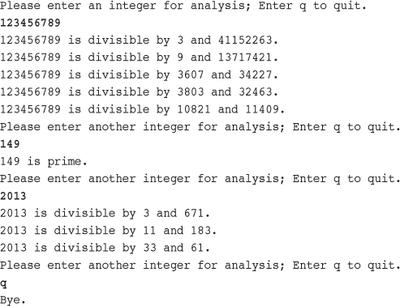 Please enter an integer for analysis; Enter q to quit.
123456789
123456789 is divisible by 3 and 41152263.
123456789 is divisible by 9 and 13717421.
123456789 is divisible by 3607 and 34227.
123456789 is divisible by 3803 and 32463.
123456789 is divisible by 10821 and 11409.
Please enter another integer for analysis; Enter q to quit.
149
149 is prime.
Please enter another integer for analysis; Enter q to quit.
2013
2013 is divisible by 3 and 671.
2013 is divisible by 11 and 183.
2013 is divisible by 33 and 61.
Please enter another integer for analysis; Enter q to quit.
q
Bye.